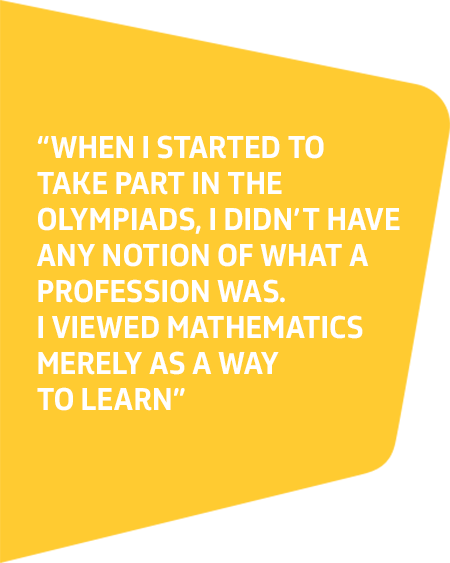 “WHEN I STARTED TO
TAKE PART IN THE
OLYMPIADS, I DIDN’T HAVE
ANY NOTION OF WHAT A
PROFESSION WAS.
I VIEWED MATHEMATICS
MERELY AS A WAY
TO LEARN”